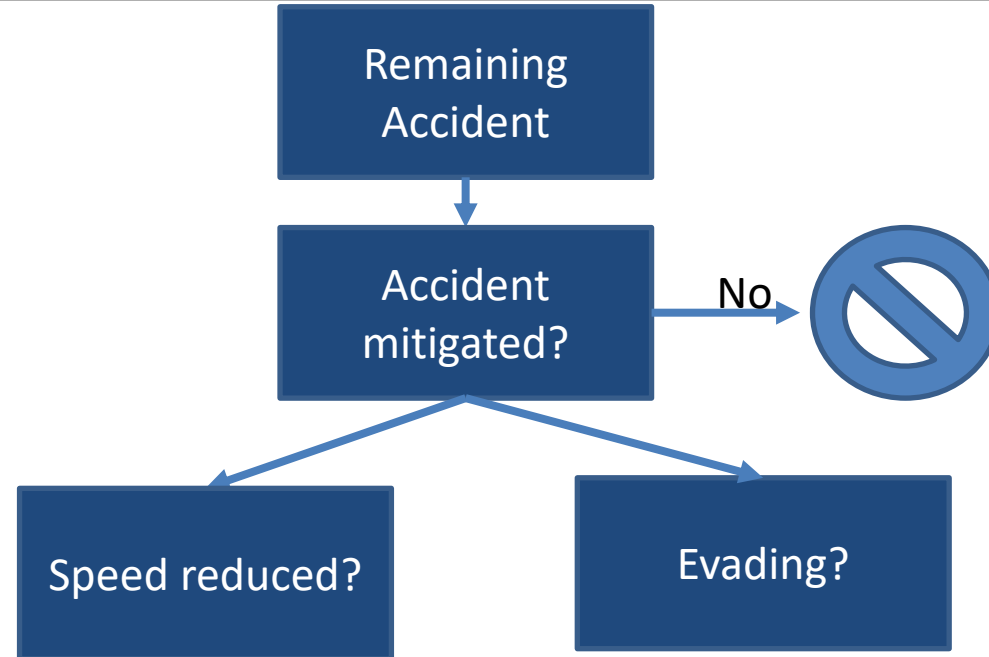 Remaining
Accident
Accident
mitigated?
No
Speed reduced?
Evading?